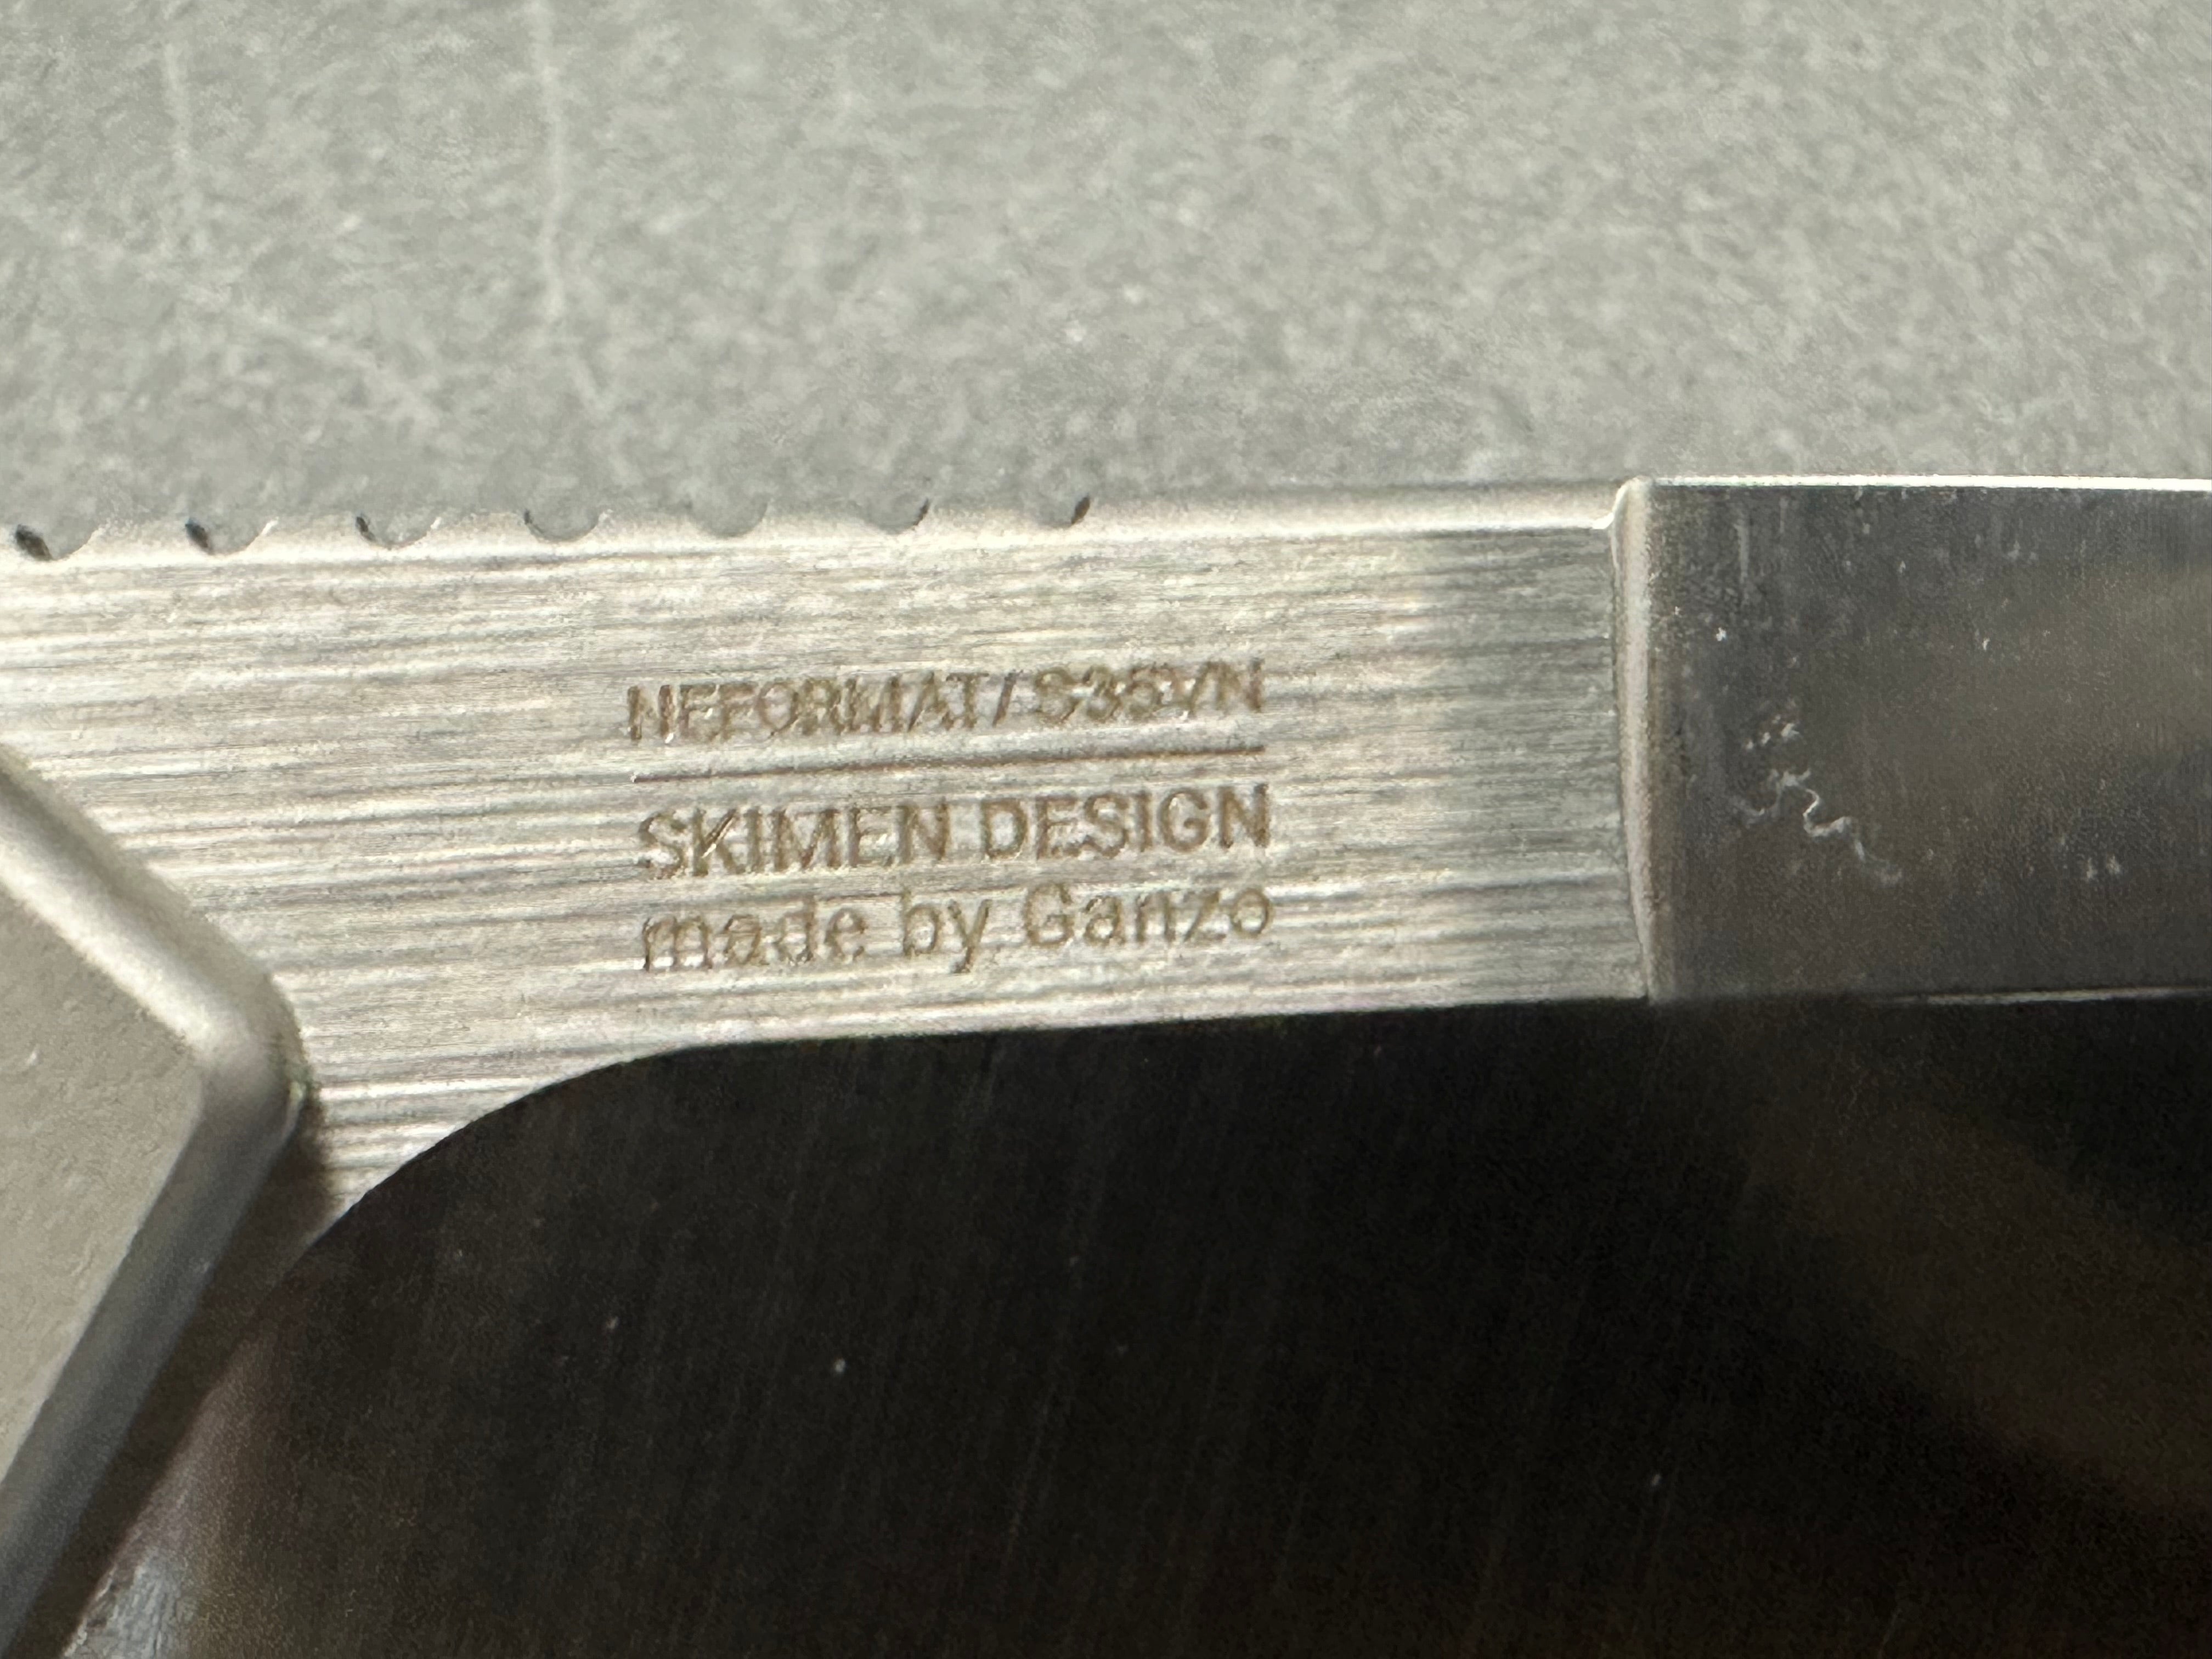 NEFORMAT / S35VN
SKIMEN DESIGN
made by Ganzo